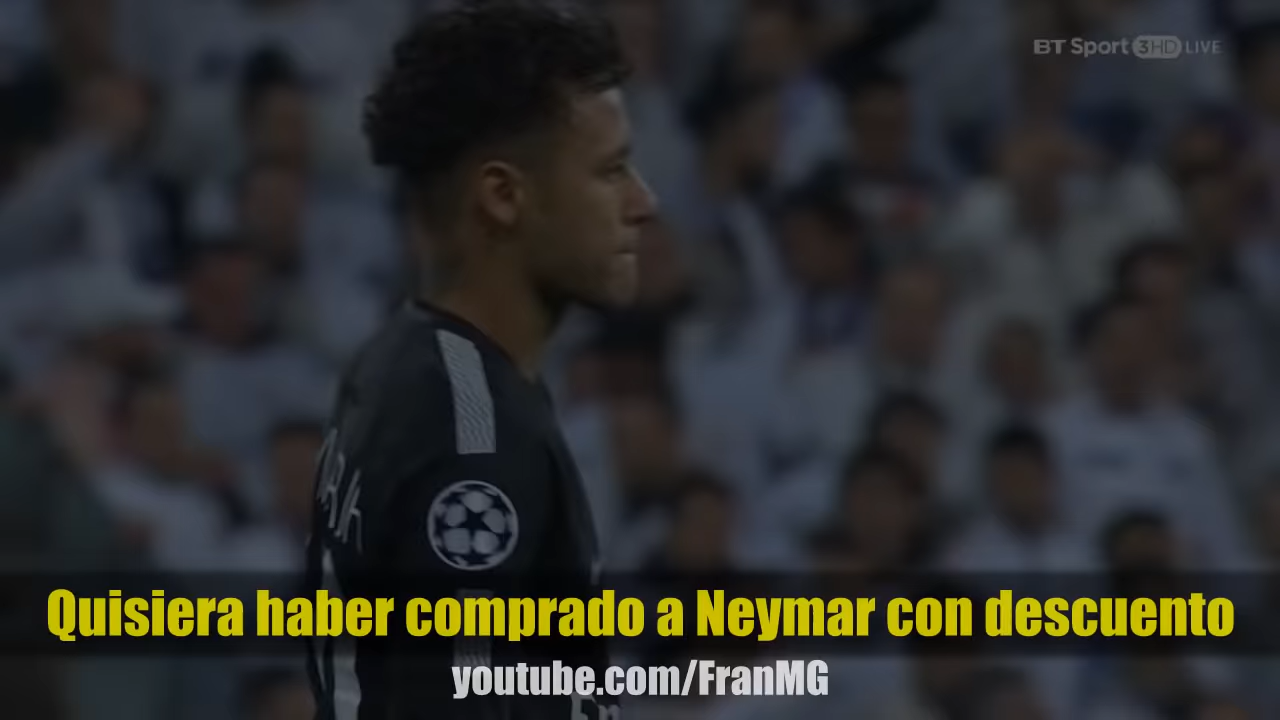 BT Sport 3HD LIVE
Quisiera haber comprado a Neymar con descuento
youtube.com/FranMG